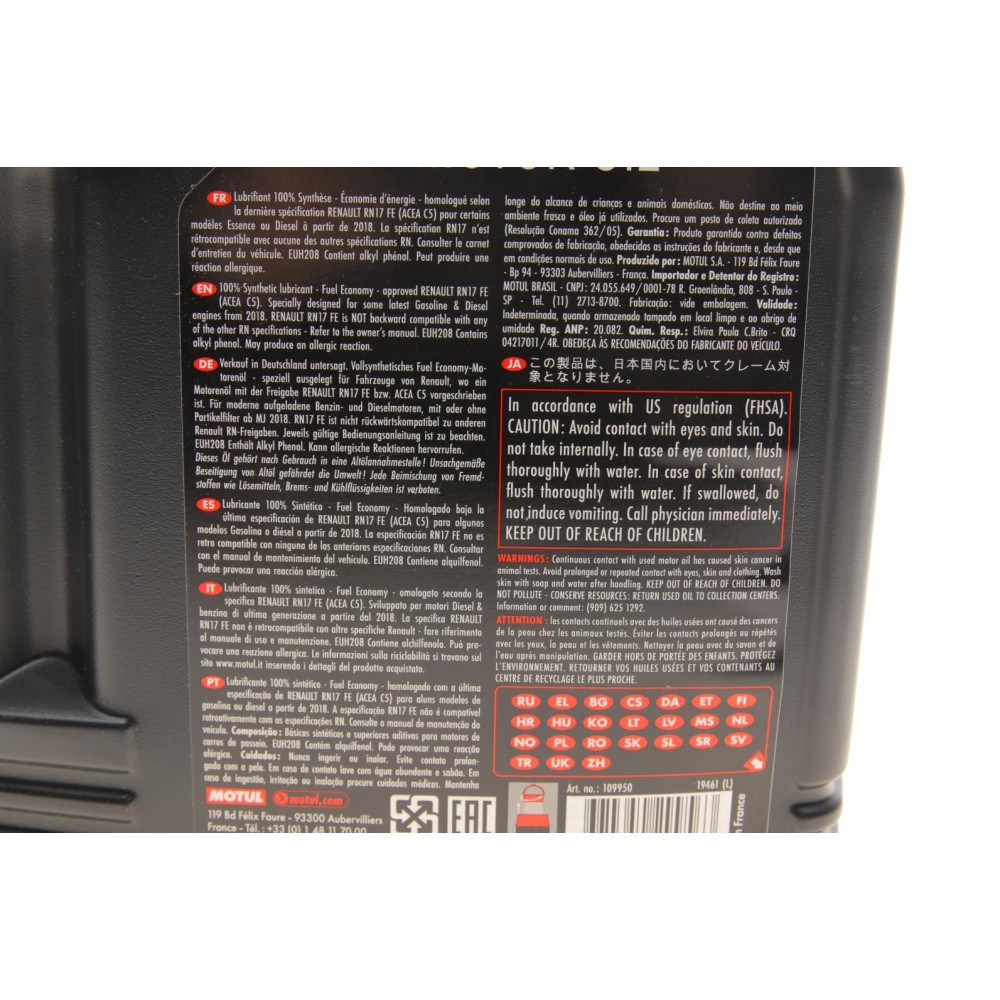 MOTOR OIL
FR Lubrifiant 100% Synthèse - Économie d'énergie - homologué selon
la dernière spécification RENAULT RN17 FE (ACEA C5) pour certains
modèles Essence ou Diesel à partir de 2018. La spécification RN17 n'est
rétrocompatible avec aucune des autres spécifications RN. Consulter le carnet
d'entretien du véhicule. EUH208 Contient alkyl phénol. Peut produire une
réaction allergique.
EN 100% Synthetic lubricant - Fuel Economy - approved RENAULT RN17 FE
(ACEA C5). Specially designed for some latest Gasoline & Diesel
engines from 2018. RENAULT RN17 FE is NOT backward compatible with any
of the other RN specifications - Refer to the owner's manual. EUH208 Contains
alkyl phenol. May produce an allergic reaction.
DE Verkauf in Deutschland untersagt. Vollsynthetisches Fuel Economy-Mo-
torenöl - speziell ausgelegt für Fahrzeuge von Renault, wo ein
Motorenöl mit der Freigabe RENAULT RN17 FE bzw. ACEA C5 vorgeschrieben
ist. Für moderne aufgeladene Benzin- und Dieselmotoren, mit oder ohne
Partikelfilter ab MJ 2018. RN17 FE ist nicht rückwärtskompatibel zu anderen
Renault RN-Freigaben. Jeweils gültige Bedienungsanleitung ist zu beachten.
EUH208 Enthält Alkyl Phenol. Kann allergische Reaktionen hervorrufen.
Dieses Öl gehört nach Gebrauch in eine Altölannahmestelle! Unsachgemäße
Beseitigung von Altöl gefährdet die Umwelt! Jede Beimischung von Fremd-
stoffen wie Lösemitteln, Brems- und Kühlflüssigkeiten ist verboten.
ES Lubricante 100% Sintético - Fuel Economy - Homologado bajo la
última especificación de RENAULT RN17 FE (ACEA C5) para algunos
modelos Gasolina o diésel a partir de 2018. La especificación RN17 FE no es
retro compatible con ninguna de las anteriores especificaciones RN. Consultar
con el manual de mantenimiento del vehículo. EUH208 Contiene alquilfenol.
Puede provocar una reacción alérgica.
IT Lubrificante 100% sintetico - Fuel Economy - omologato secondo la
specifica RENAULT RN17 FE (ACEA C5). Sviluppato per motori Diesel &
benzina di ultima generazione a partire dal 2018. La specifica RENAULT
RN17 FE non è retrocompatibile con altre specifiche Renault - fare riferimento
al manuale di uso e manutenzione. EUH208 Contiene alchilfenolo. Può pro-
vocare una reazione allergica. Le informazioni sulla riciclabilità si trovano sul
sito www.motul.it inserendo i dettagli del prodotto acquistato.
PT Lubrificante 100% sintético - Fuel Economy - homologado com a última
especificação de RENAULT RN17 FE (ACEA C5) para aluns modelos de
gasolina ou diesel a partir de 2018. A especificação RN17 FE não é compatível
retroativamente com as especificações RN. Consulte o manual de manutenção do
veículo. Composição: Básicos sintéticos e superiores aditivos para motores de
carros de passeio. EUH208 Contém alquilfenol. Pode provocar uma reacção
alérgica. Cuidados: Nunca ingerir ou inalar. Evite contato prolon-
gado com a pele. Em caso de contato lave com água abundante e sabão. Em
caso de ingestão, irritação ou inalação procure cuidados médicos. Mantenha
MOTUL motul.com
119 Bd Félix Faure - 93300 Aubervilliers
France - Tél. : +33 (0) 1 48 11 70 00
EAC
longe do alcance de crianças e animais domésticos. Não destine ao meio
ambiente frasco e óleo já utilizados. Procure um posto de coleta autorizado
(Resolução Conama 362/05). Garantia: Produto garantido contra defeitos
comprovados de fabricação, obedecidas as instruções do fabricante e, desde que
em condições normais de uso. Produzido por: MOTUL S.A. - 119 Bd Félix Faure
- Bp 94 - 93303 Aubervilliers - França. Importador e Detentor do Registro:
MOTUL BRASIL - CNPJ: 24.055.649/0001-78 R. Groenlândia, 808 - S. Paulo -
SP - Tel. (11) 2713-8700. Fabricação: vide embalagem. Validade:
Indeterminada, quando armazenado tampado em local limpo e ao abrigo de
umidade Reg. ANP: 20.082. Quim. Resp.: Elvira Paula C.Brito - CRQ
04217011/4R. OBEDEÇA ÀS RECOMENDAÇÕES DO FABRICANTE DO VEÍCULO.
JA この製品は、日本国内においてクレーム対
象となりません。
In accordance with US regulation (FHSA).
CAUTION: Avoid contact with eyes and skin. Do
not take internally. In case of eye contact, flush
thoroughly with water. In case of skin contact,
flush thoroughly with water. If swallowed, do
not induce vomiting. Call physician immediately.
KEEP OUT OF REACH OF CHILDREN.
WARNINGS: Continuous contact with used motor oil has caused skin cancer in
animal tests. Avoid prolonged or repeated contact with eyes, skin and clothing. Wash
skin with soap and water after handling. KEEP OUT OF REACH OF CHILDREN. DO
NOT POLLUTE - CONSERVE RESOURCES: RETURN USED OIL TO COLLECTION CENTERS.
Information or comment: (909) 625 1292.
ATTENTION : les contacts continuels avec des huiles usées ont causé des cancers
de la peau chez les animaux testés. Éviter les contacts prolongés au répétés
avec les yeux, la peau et les vêtements. Nettoyer la peau avec du savon et de
l'eau après manipulation. GARDER HORS DE PORTÉE DES ENFANTS. PROTÉGEZ
L'ENVIRONNEMENT. RETOURNER VOS HUILES USÉES ET VOS CONTENANTS AU
CENTRE DE RECYCLAGE LE PLUS PROCHE.
RU EL BG CS DA ET FI
HR HU KO LT LV MS NL
NO PL RO SK SL SR SV
TR UK ZH
Art. no.: 109950 19461 (L)
n France